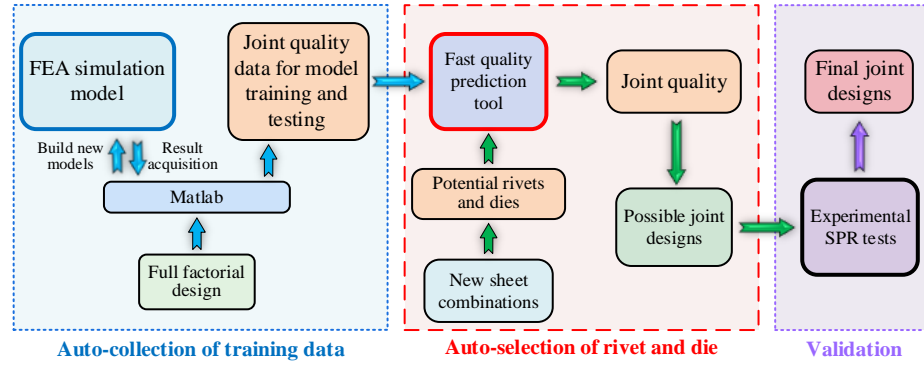 FEA simulation
model
Build new
models
Result
acquisition
Matlab
Full factorial
design
Joint quality
data for model
training and
testing
Auto-collection of training data
Fast quality
prediction
tool
Potential rivets
and dies
New sheet
combinations
Joint quality
Possible joint
designs
Auto-selection of rivet and die
Final joint
designs
Experimental
SPR tests
Validation